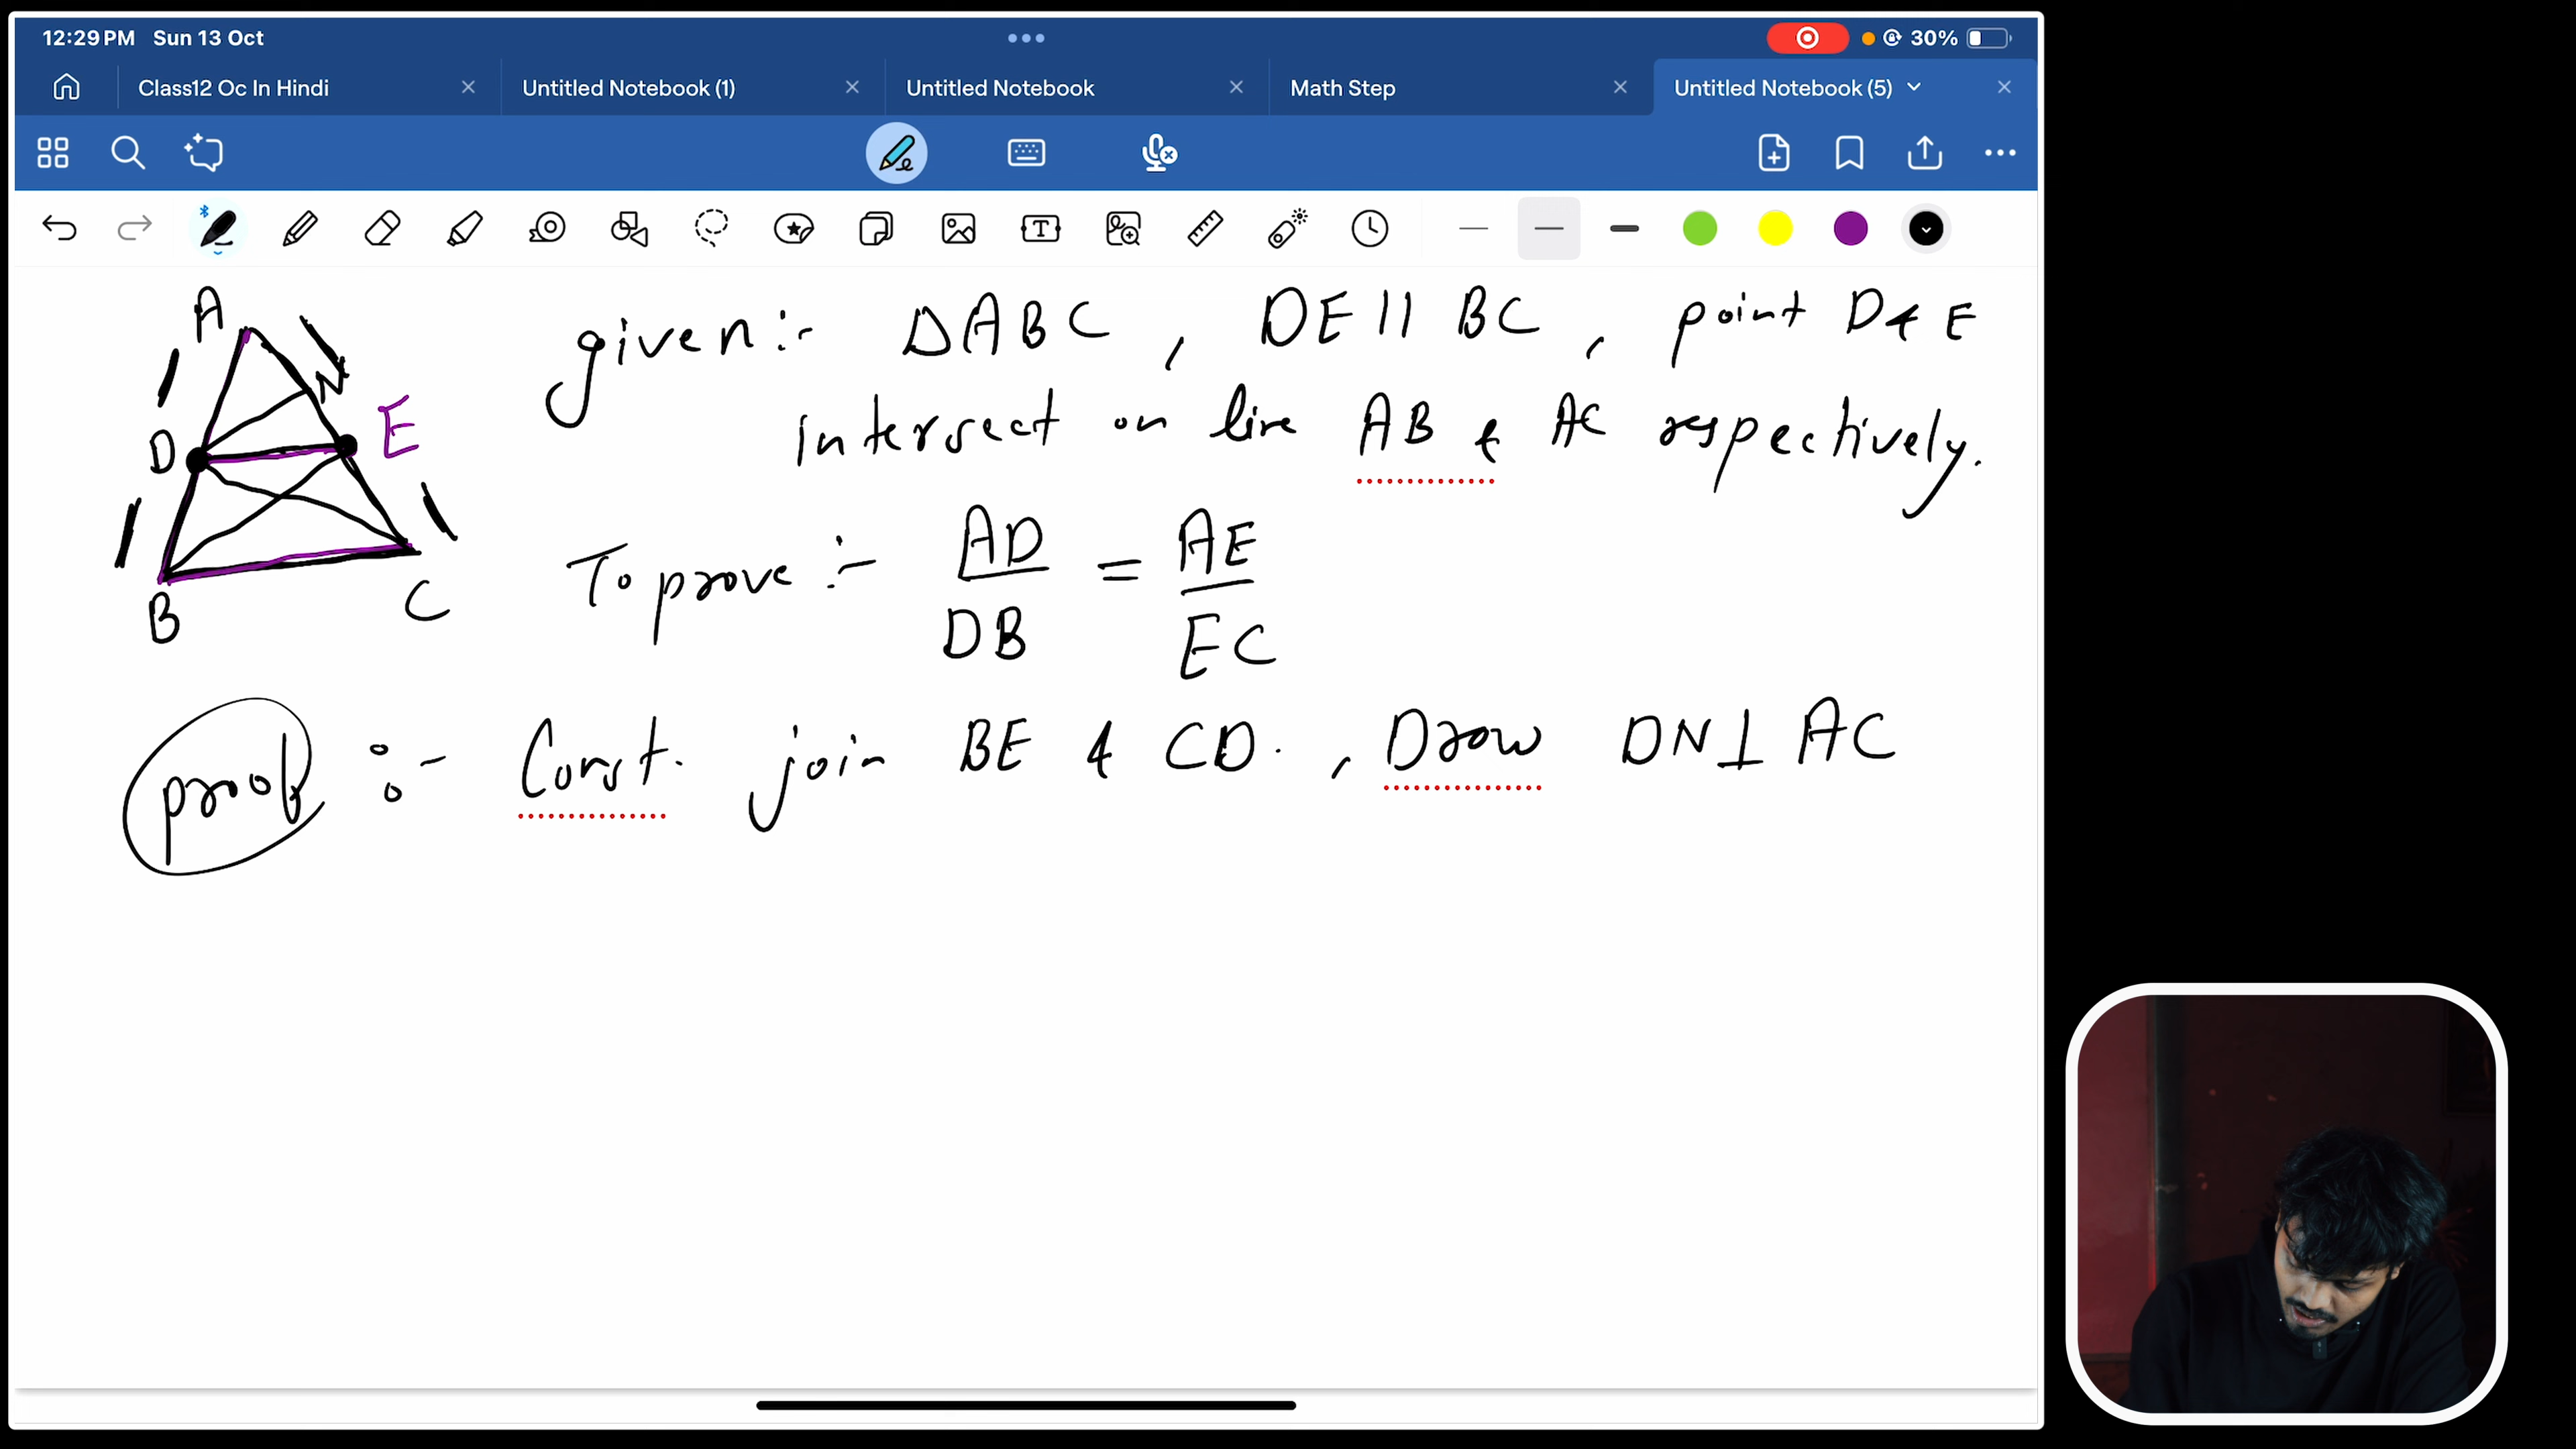 12:29 PM Sun 13 Oct
30%
Class12 Oc In Hindi
Untitled Notebook (1)
Untitled Notebook
Math Step
Untitled Notebook (5)
A
N
D
E
B
C
given :- ΔABC, DE || BC, point D & E
intersect on line AB & AC respectively.
To prove :- AD/DB = AE/EC
proof :- Const. join BE & CD. , Draw DN⊥ AC